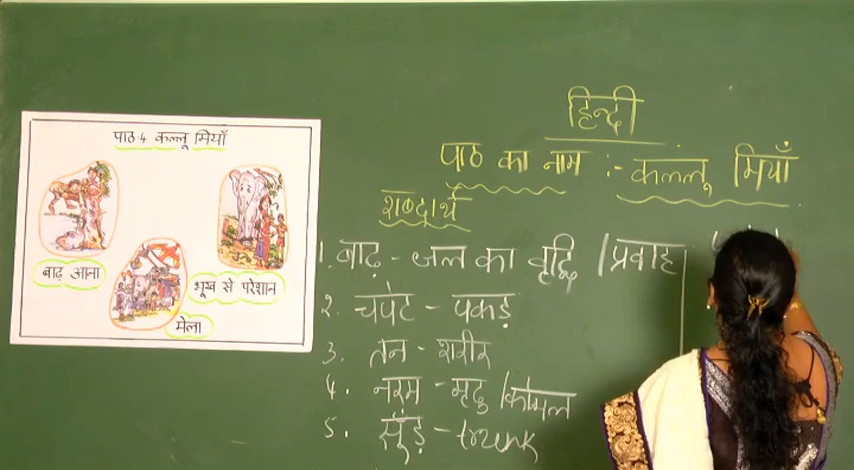 पाठ-4 कल्लू मियाँ
बाढ़ आना
भूख से परेशान
मेला
हिन्दी
पाठ का नाम :- कल्लू मियाँ
शब्दार्थ
1. बाढ़ - जल का वृद्धि / प्रवाह
2. चपेट - पकड़
3. तन - शरीर
4. नरम - मृदु / कोमल
5. सूँड़ - trunk